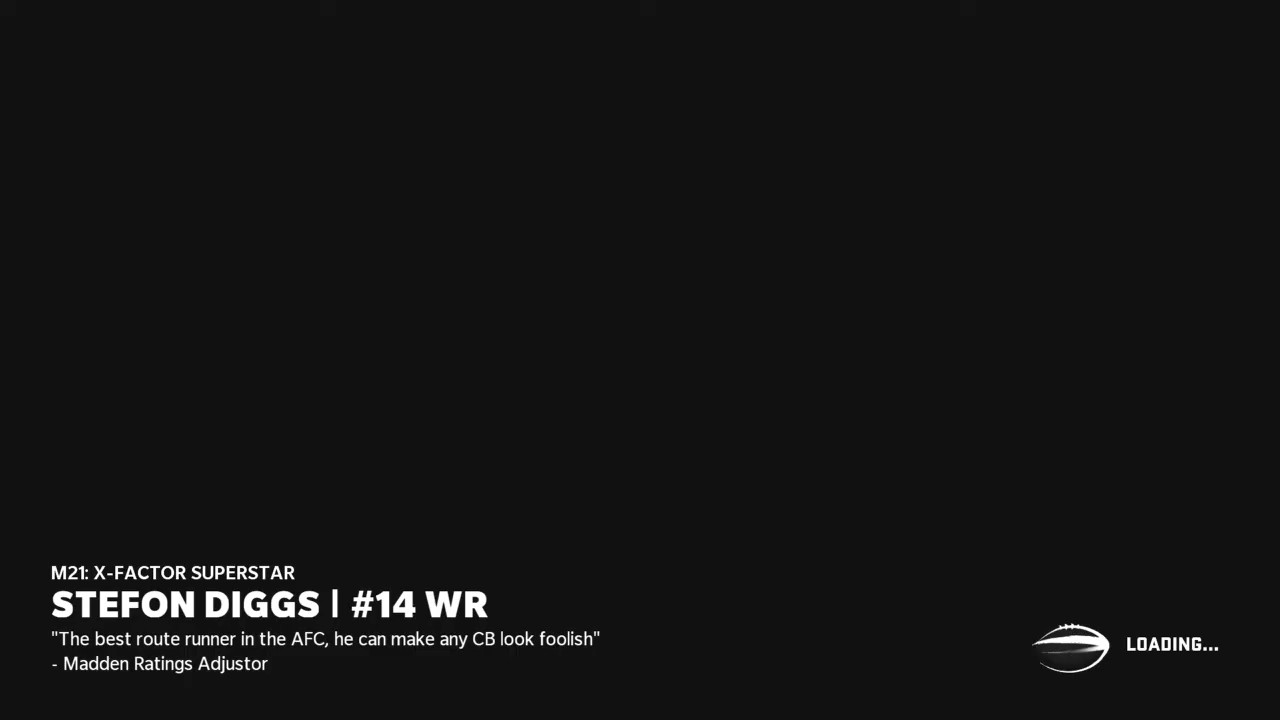 M21: X-FACTOR SUPERSTAR
STEFON DIGGS | #14 WR
"The best route runner in the AFC, he can make any CB look foolish"
- Madden Ratings Adjustor
LOADING...